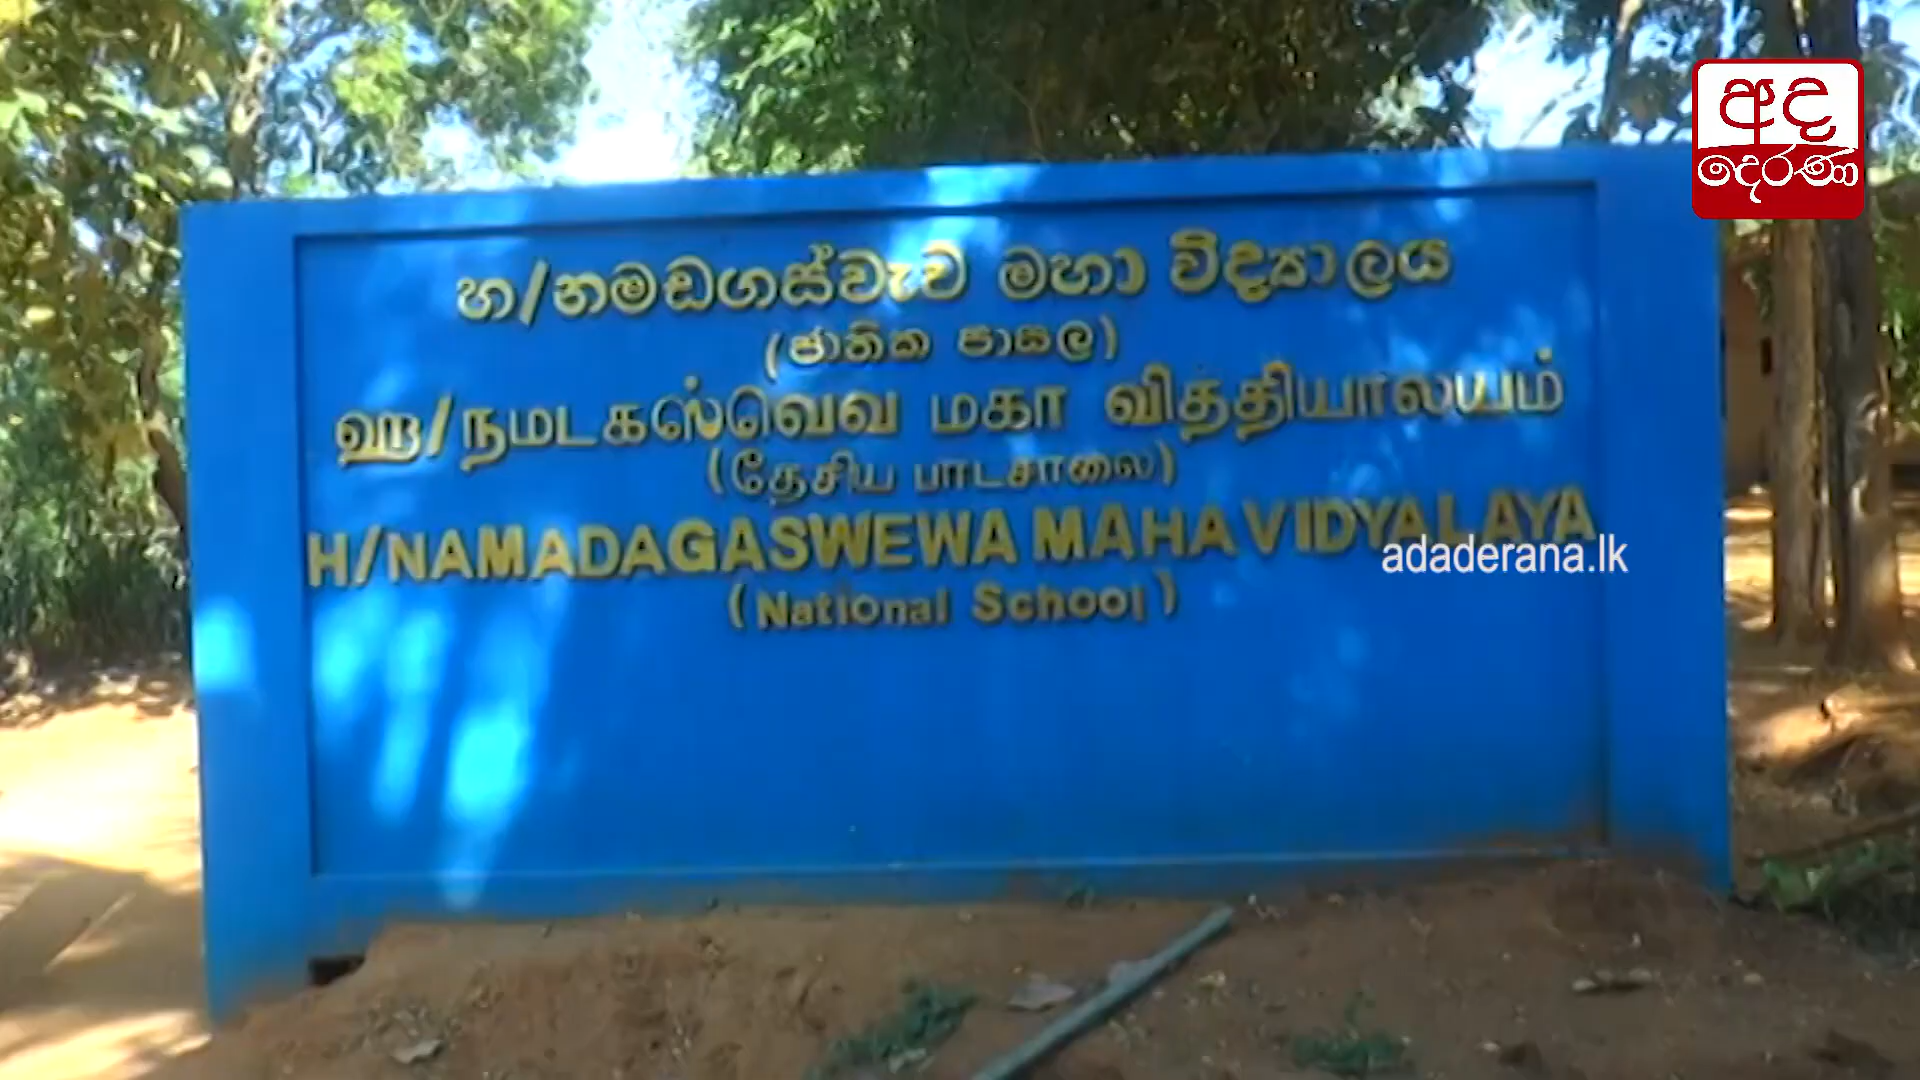 අද
දෙරණ
හ/නමඩගස්වැව මහා විද්‍යාලය
(ජාතික පාසල)
ஹ/நமடகஸ்வெவ மகா வித்தியாலயம்
(தேசிய பாடசாலை)
H/NAMADAGASWEWA MAHA VIDYALAYA
adaderana.lk
(National School)